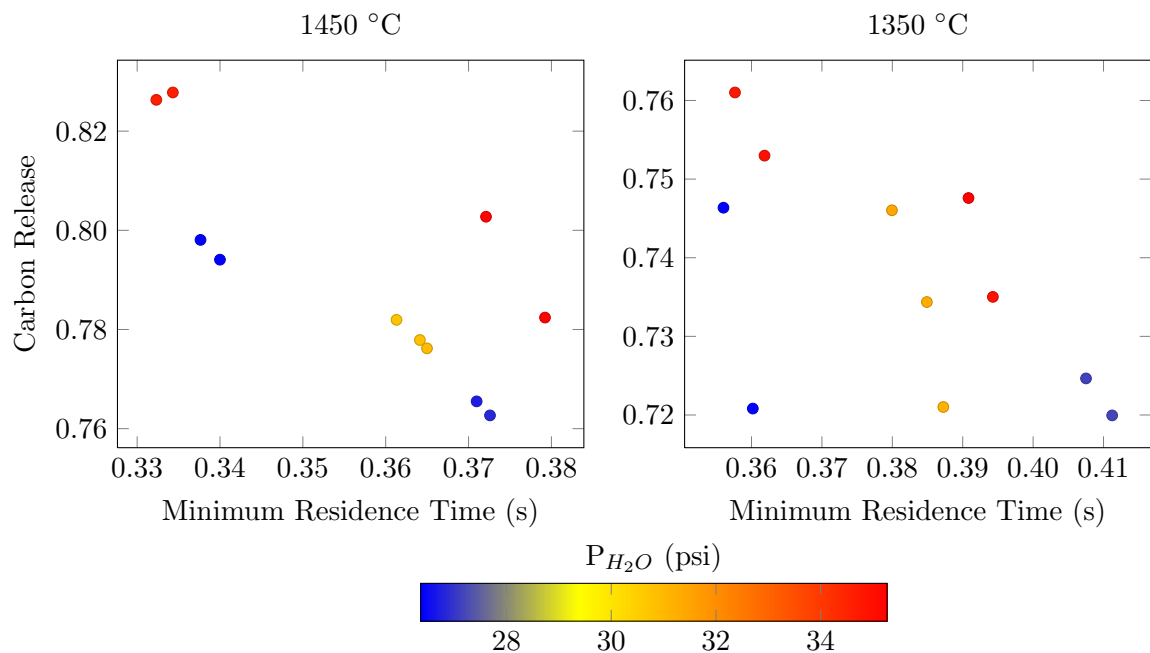 1450 °C
1350 °C
0.82
0.80
0.78
0.76
Carbon Release
0.33 0.34 0.35 0.36 0.37 0.38
Minimum Residence Time (s)
0.76
0.75
0.74
0.73
0.72
0.36 0.37 0.38 0.39 0.40 0.41
Minimum Residence Time (s)
P_{H_2O} (psi)
28 30 32 34